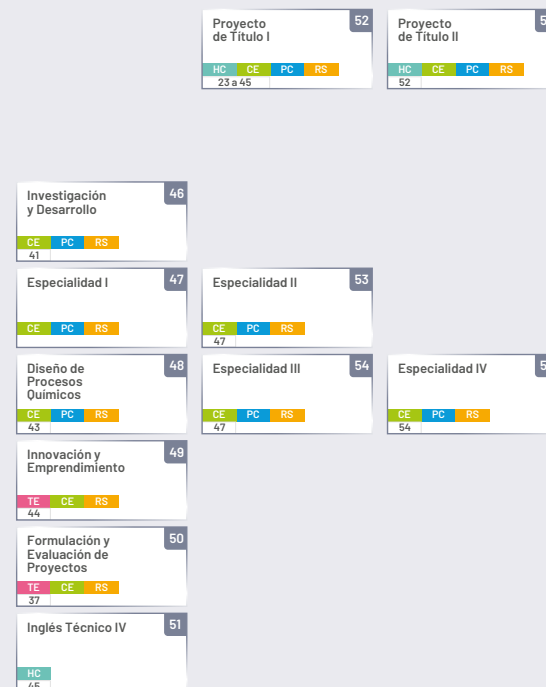 Proyecto
de Título I
52
HC CE PC RS
23 a 45
Proyecto
de Título II
5
HC CE PC RS
52
Investigación
y Desarrollo
46
CE PC RS
41
Especialidad I
47
CE PC RS
Especialidad II
53
CE PC RS
47
Diseño de
Procesos
Químicos
48
CE PC RS
43
Especialidad III
54
CE PC RS
47
Especialidad IV
5
CE PC RS
54
Innovación y
Emprendimiento
49
TE CE RS
44
Formulación y
Evaluación de
Proyectos
50
TE CE RS
37
Inglés Técnico IV
51
HC
45